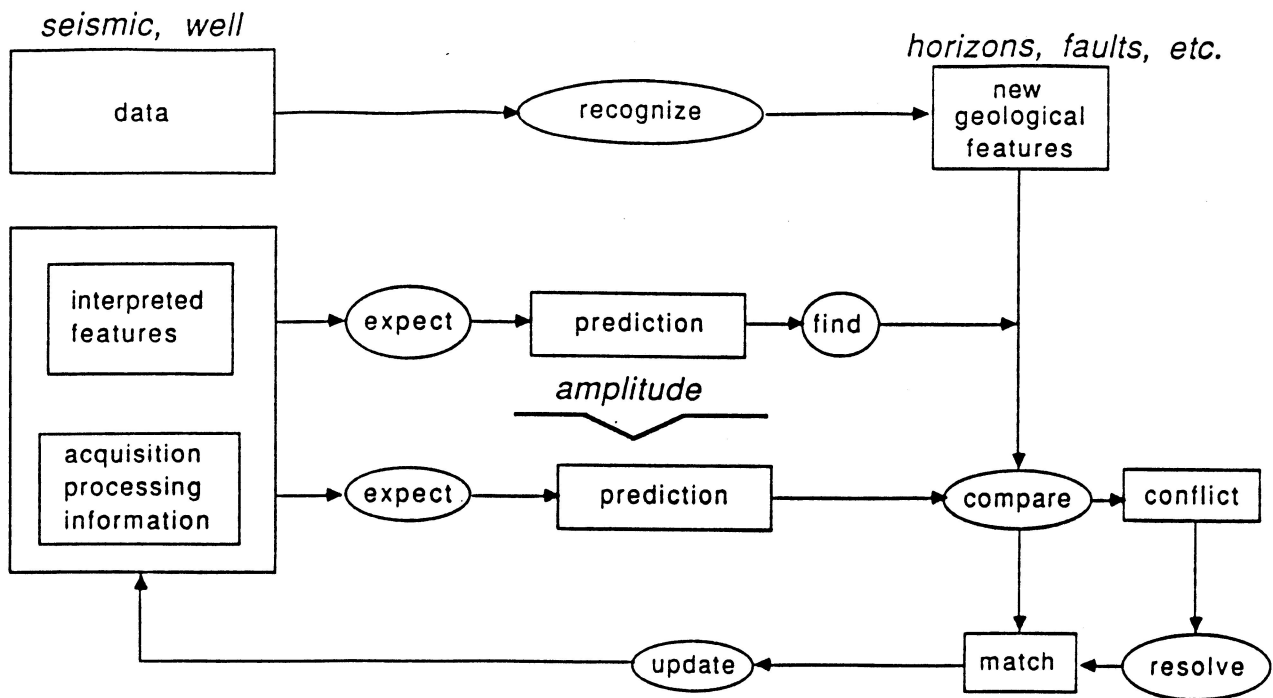 seismic, well
horizons, faults, etc.
data
recognize
new
geological
features
interpreted
features
expect
prediction
find
amplitude
acquisition
processing
information
expect
prediction
compare
conflict
update
match
resolve